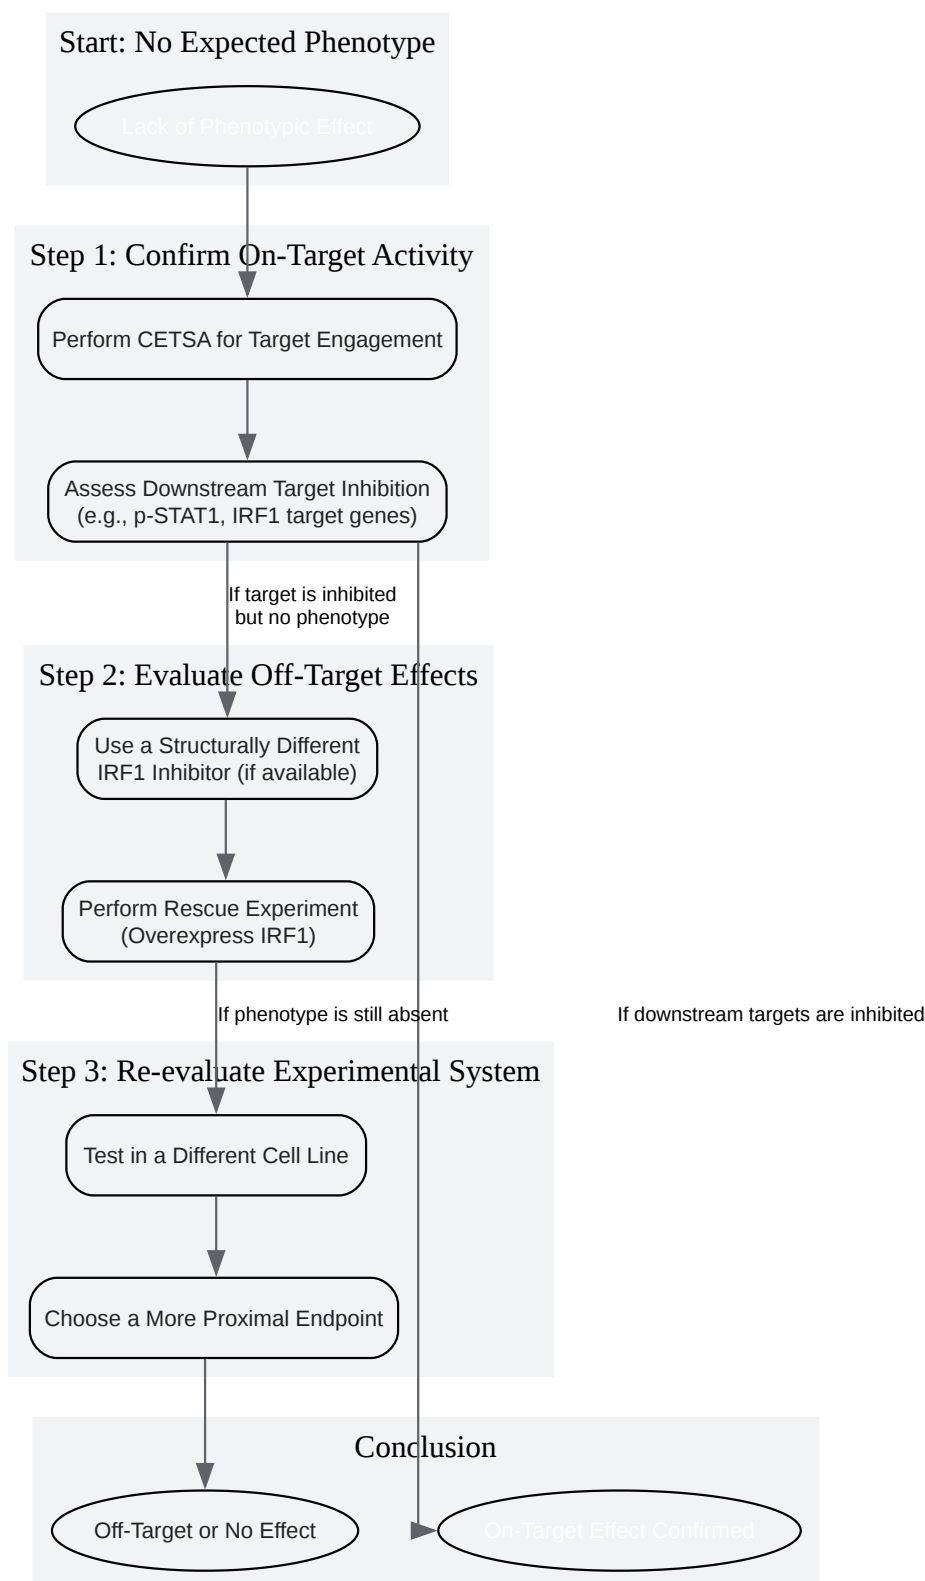 Start: No Expected Phenotype
Lack of Phenotypic Effect
Step 1: Confirm On-Target Activity
Perform CETSA for Target Engagement
Assess Downstream Target Inhibition
(e.g., p-STAT1, IRF1 target genes)
If target is inhibited
but no phenotype
Step 2: Evaluate Off-Target Effects
Use a Structurally Different
IRF1 Inhibitor (if available)
Perform Rescue Experiment
(Overexpress IRF1)
If phenotype is still absent
If downstream targets are inhibited
Step 3: Re-evaluate Experimental System
Test in a Different Cell Line
Choose a More Proximal Endpoint
Conclusion
Off-Target or No Effect
On-Target Effect Confirmed